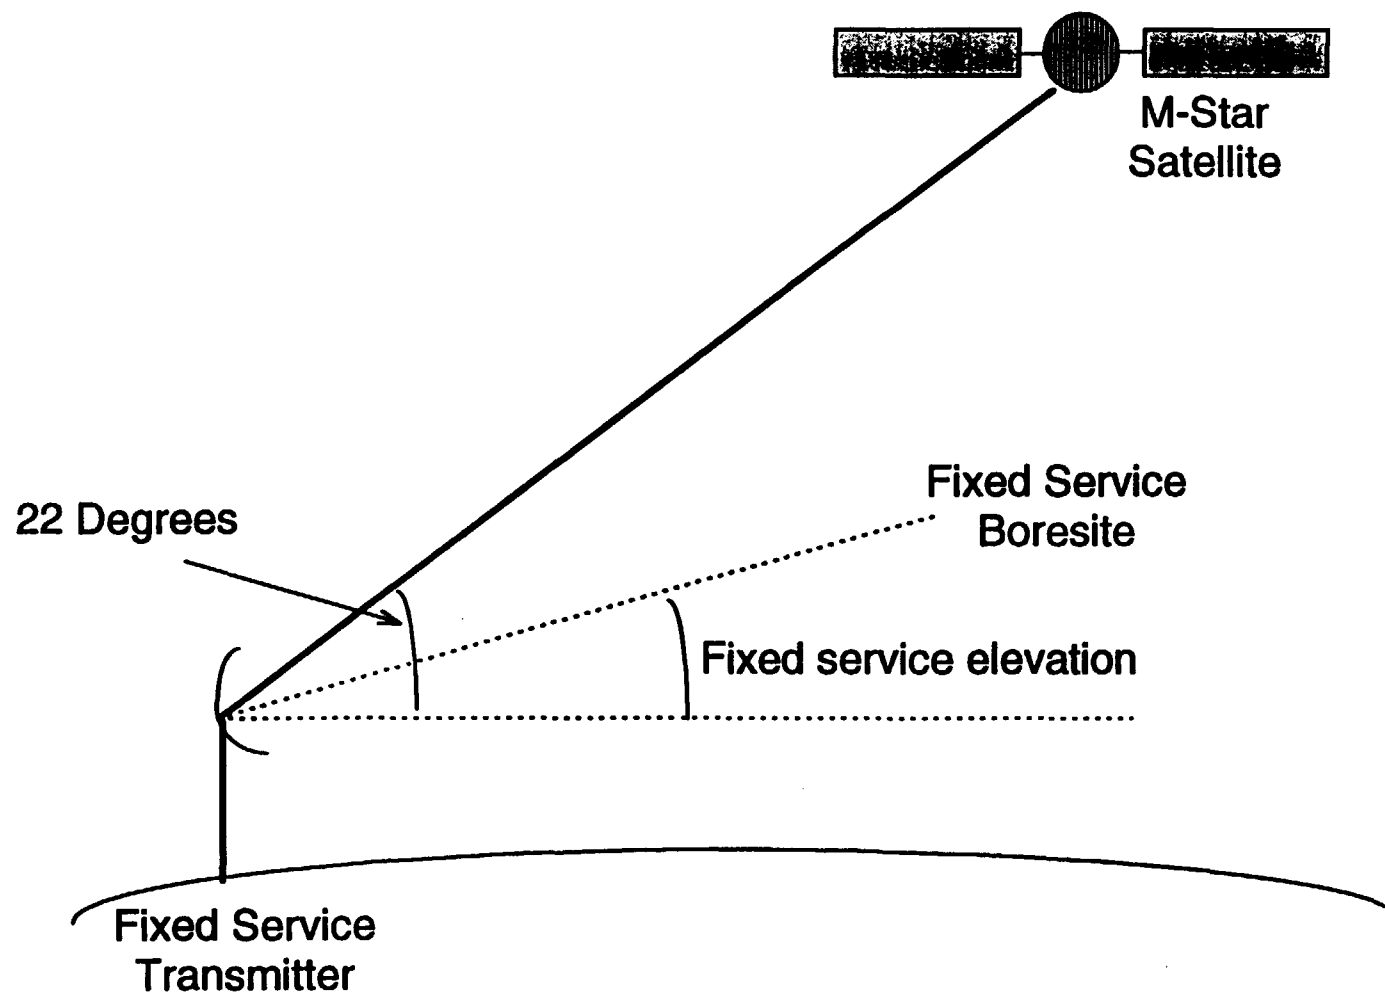 M-Star
Satellite
Fixed Service
Boresite
22 Degrees
Fixed service elevation
Fixed Service
Transmitter